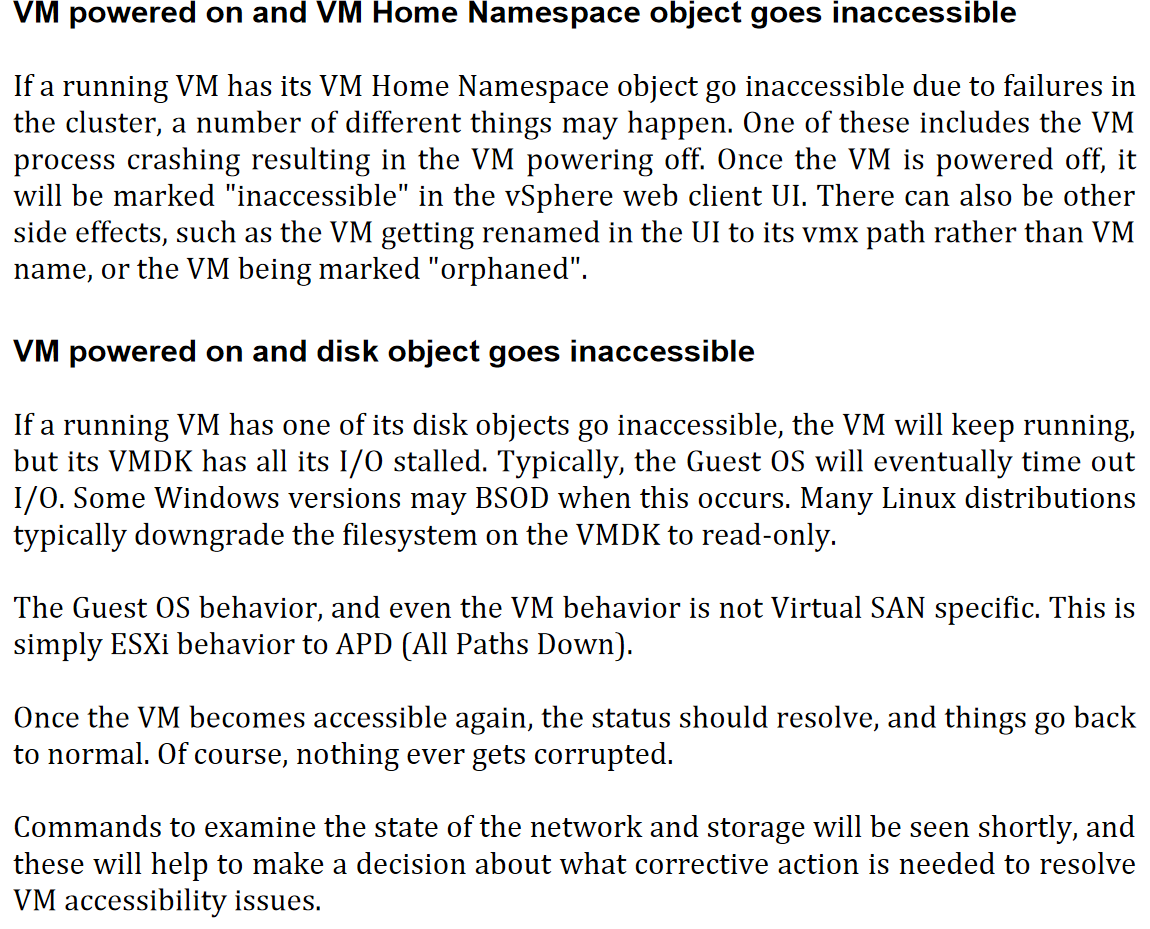 VM powered on and VM Home Namespace object goes inaccessible
If a running VM has its VM Home Namespace object go inaccessible due to failures in
the cluster, a number of different things may happen. One of these includes the VM
process crashing resulting in the VM powering off. Once the VM is powered off, it
will be marked "inaccessible" in the vSphere web client UI. There can also be other
side effects, such as the VM getting renamed in the UI to its vmx path rather than VM
name, or the VM being marked "orphaned".
VM powered on and disk object goes inaccessible
If a running VM has one of its disk objects go inaccessible, the VM will keep running,
but its VMDK has all its I/O stalled. Typically, the Guest OS will eventually time out
I/O. Some Windows versions may BSOD when this occurs. Many Linux distributions
typically downgrade the filesystem on the VMDK to read-only.
The Guest OS behavior, and even the VM behavior is not Virtual SAN specific. This is
simply ESXi behavior to APD (All Paths Down).
Once the VM becomes accessible again, the status should resolve, and things go back
to normal. Of course, nothing ever gets corrupted.
Commands to examine the state of the network and storage will be seen shortly, and
these will help to make a decision about what corrective action is needed to resolve
VM accessibility issues.